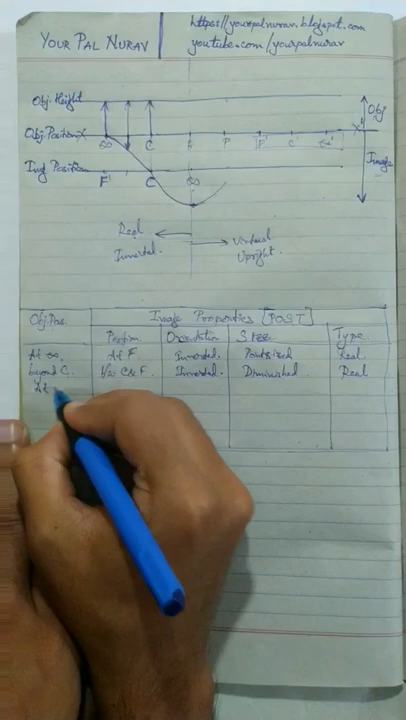 YOUR PAL NURAV
https://yourpalnurav.blogspot.com
youtube.com/yourpalnurav
Obj. Height
Obj
Obj. Position X
∞ C P F' C' ∞' X'
Img Position
F' C ∞
Image
Real
Inverted.
Virtual
Upright.
Obj. Pos.
Image Properties [POST]
Position Orientation Size Type
At ∞. At F Inverted. Pointsized Real.
beyond C. b/w C & F. Inverted. Diminished Real
At